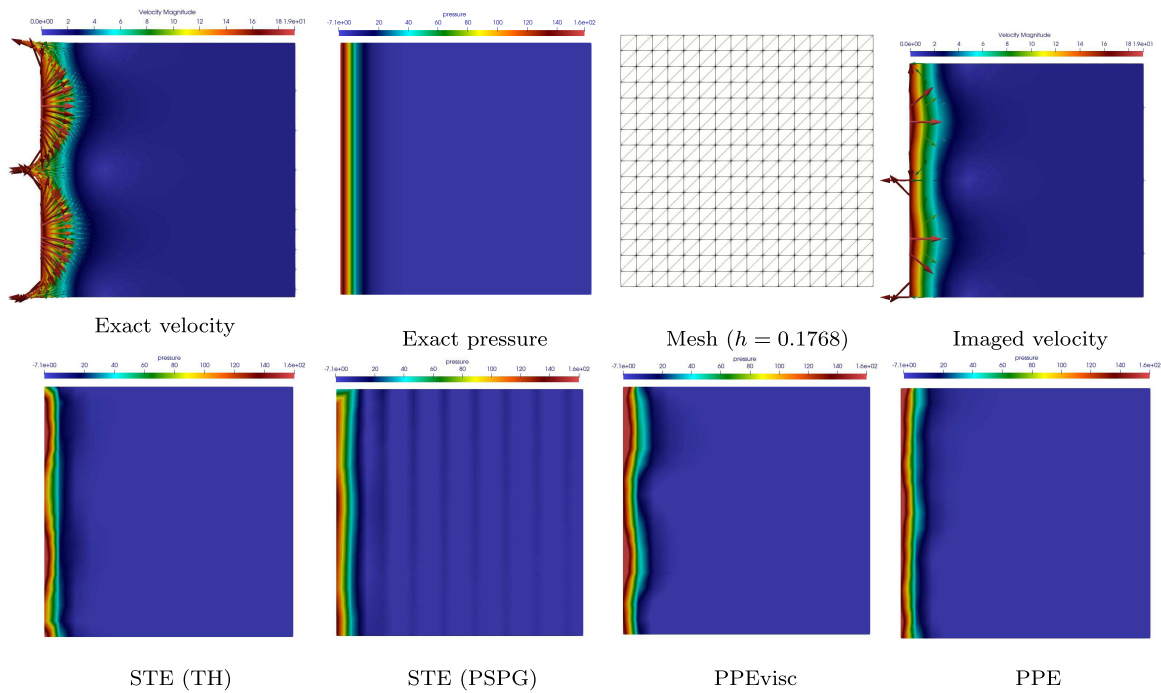 Velocity Magnitude
0.0e+00 2 4 6 8 10 12 14 16 18 1.9e+01
pressure
-7.1e+00 20 40 60 80 100 120 1.6e+02
Velocity Magnitude
0.0e+00 2 4 6 8 10 12 14 16 18 1.9e+01
Exact velocity
Exact pressure
Mesh (h = 0.1768)
Imaged velocity
pressure
-7.1e+00 20 40 60 80 100 140 1.6e+02
pressure
-7.1e+00 20 40 60 80 100 120 140 1.6e+02
pressure
-7.1e+00 20 40 60 80 100 120 140 1.6e+02
pressure
-7.1e+00 20 40 60 80 100 120 140 1.6e+02
STE (TH)
STE (PSPG)
PPEvisc
PPE